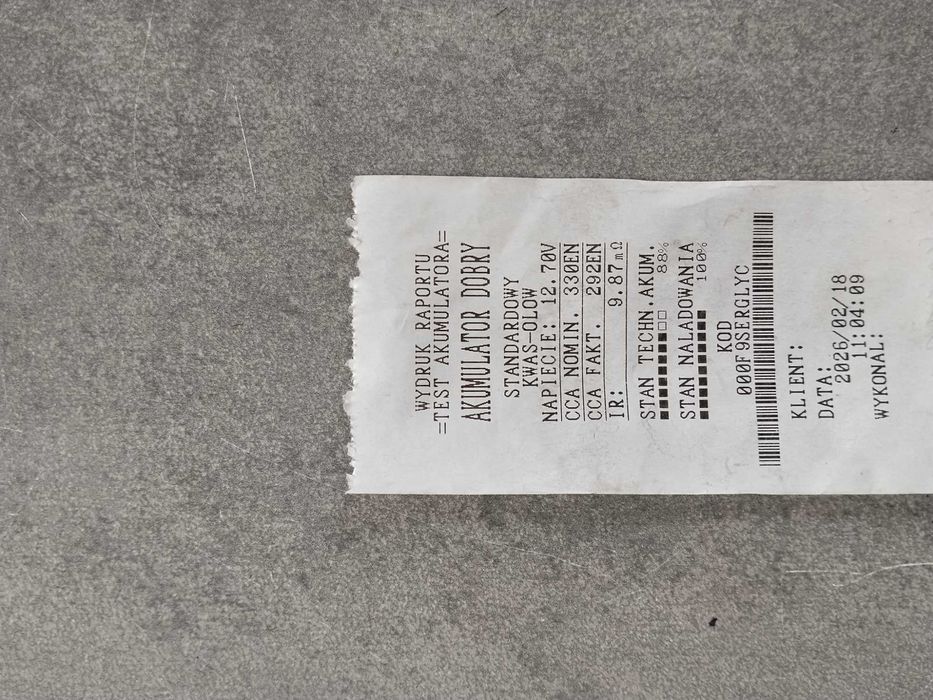 WYDRUK RAPORTU
=TEST AKUMULATORA=
AKUMULATOR DOBRY
STANDARDOWY
KWAS-OLOW
NAPIECIE: 12.70V
CCA NOMIN. 330EN
CCA FAKT. 292EN
IR: 9.87mΩ
STAN TECHN.AKUM.
88%
STAN NALADOWANIA
100%
KOD
000F9SERGLYC
KLIENT:
DATA:
2026/02/18
11:04:09
WYKONAL: